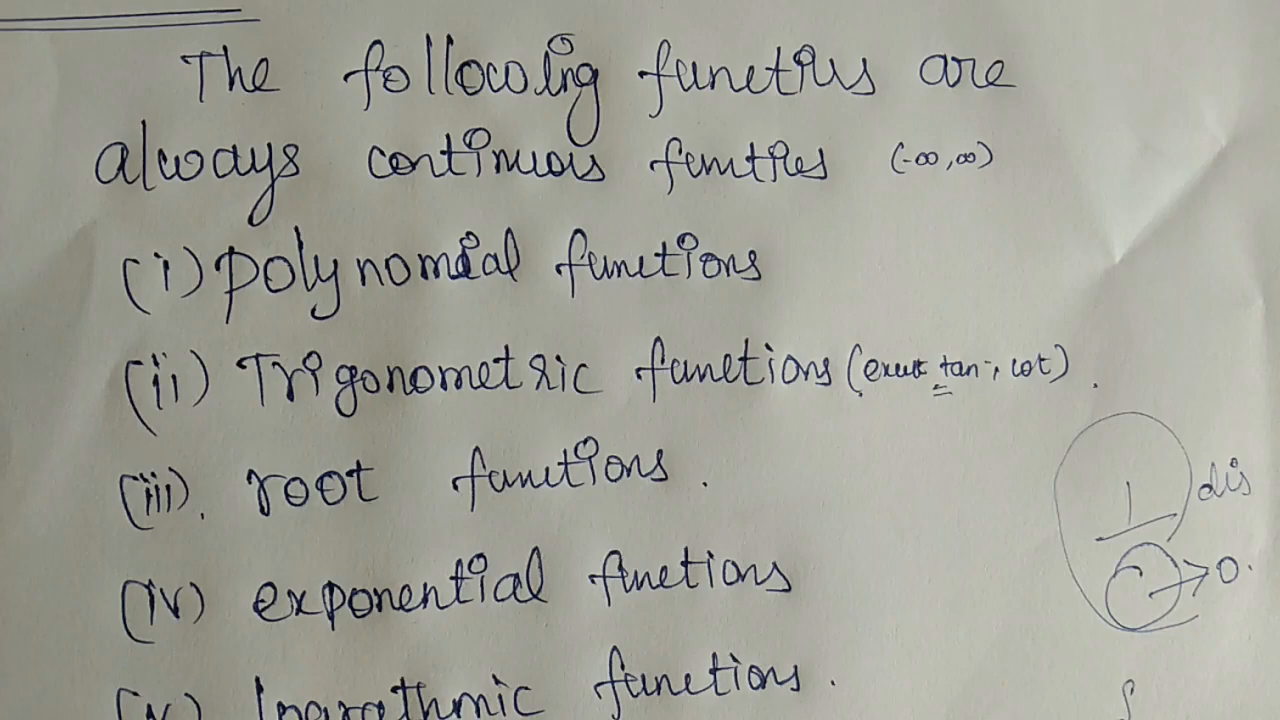 The following functions are
always continuous functions (-∞,∞)
(i) polynomial functions
(ii) Trigonometric functions (except tan, cot).
(iii). root functions.
1 dis
→0.
(iv) exponential functions
(v) logarathmic functions.